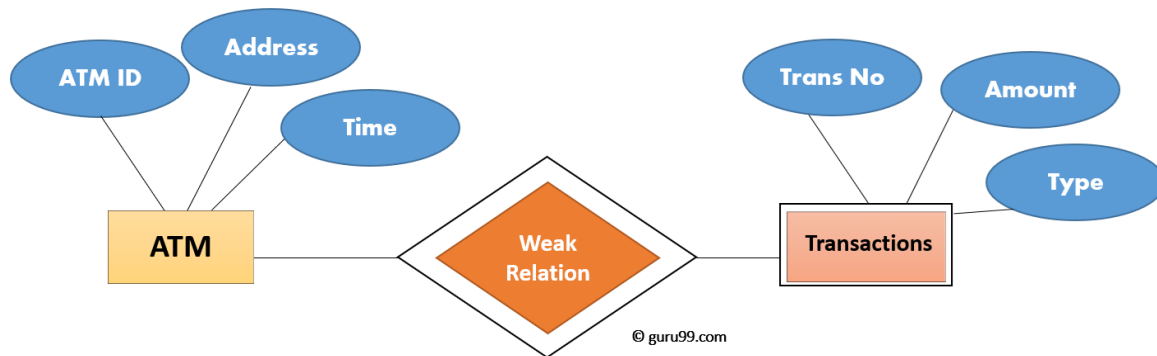 ATM ID
Address
Time
Trans No
Amount
Type
ATM
Weak
Relation
Transactions
© guru99.com